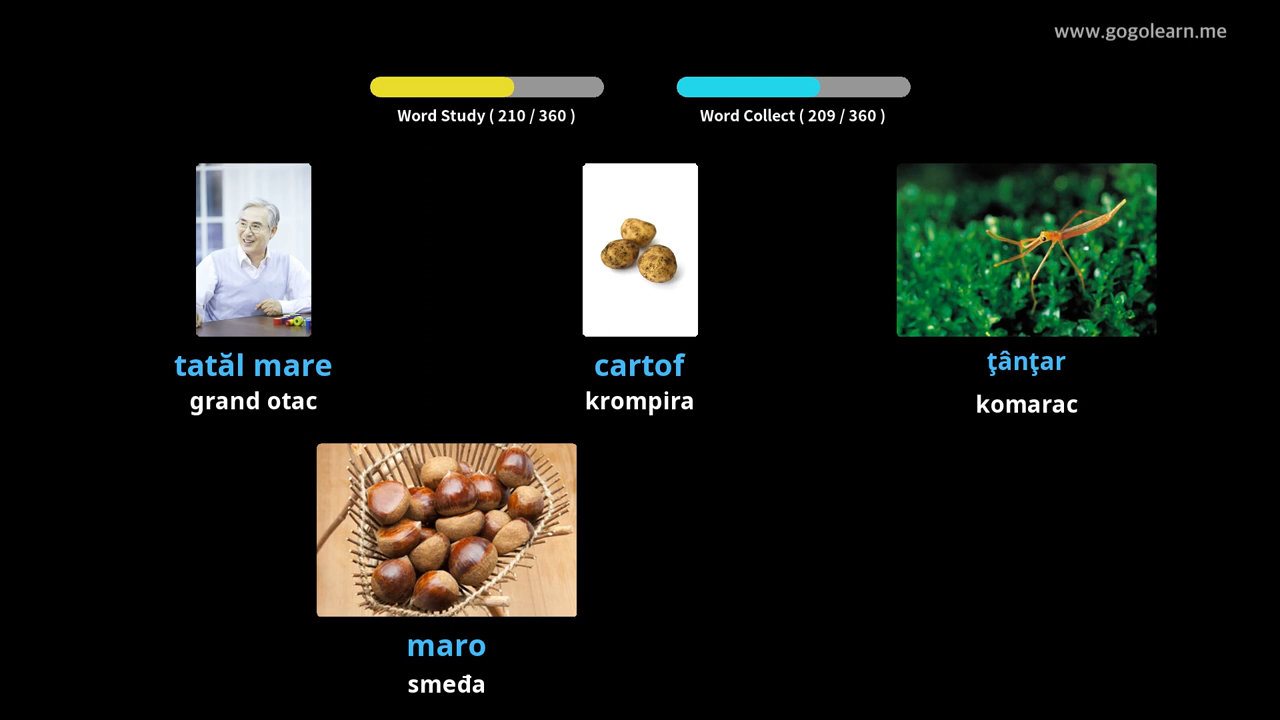 www.gogolearn.me
Word Study ( 210 / 360 )
Word Collect ( 209 / 360 )
tatăl mare
grand otac
cartof
krompira
ţânţar
komarac
maro
smeđa